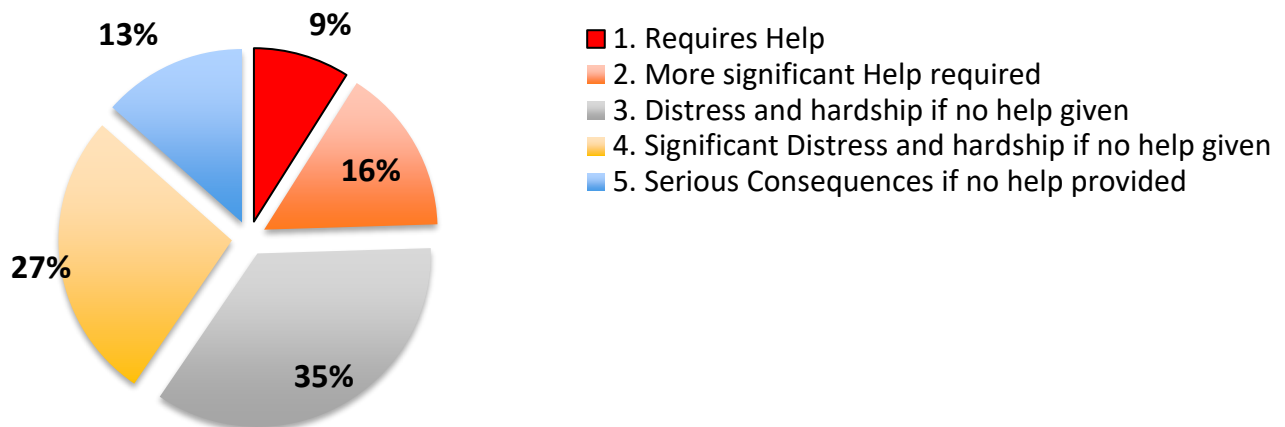 9%
13%
16%
27%
35%
1. Requires Help
2. More significant Help required
3. Distress and hardship if no help given
4. Significant Distress and hardship if no help given
5. Serious Consequences if no help provided